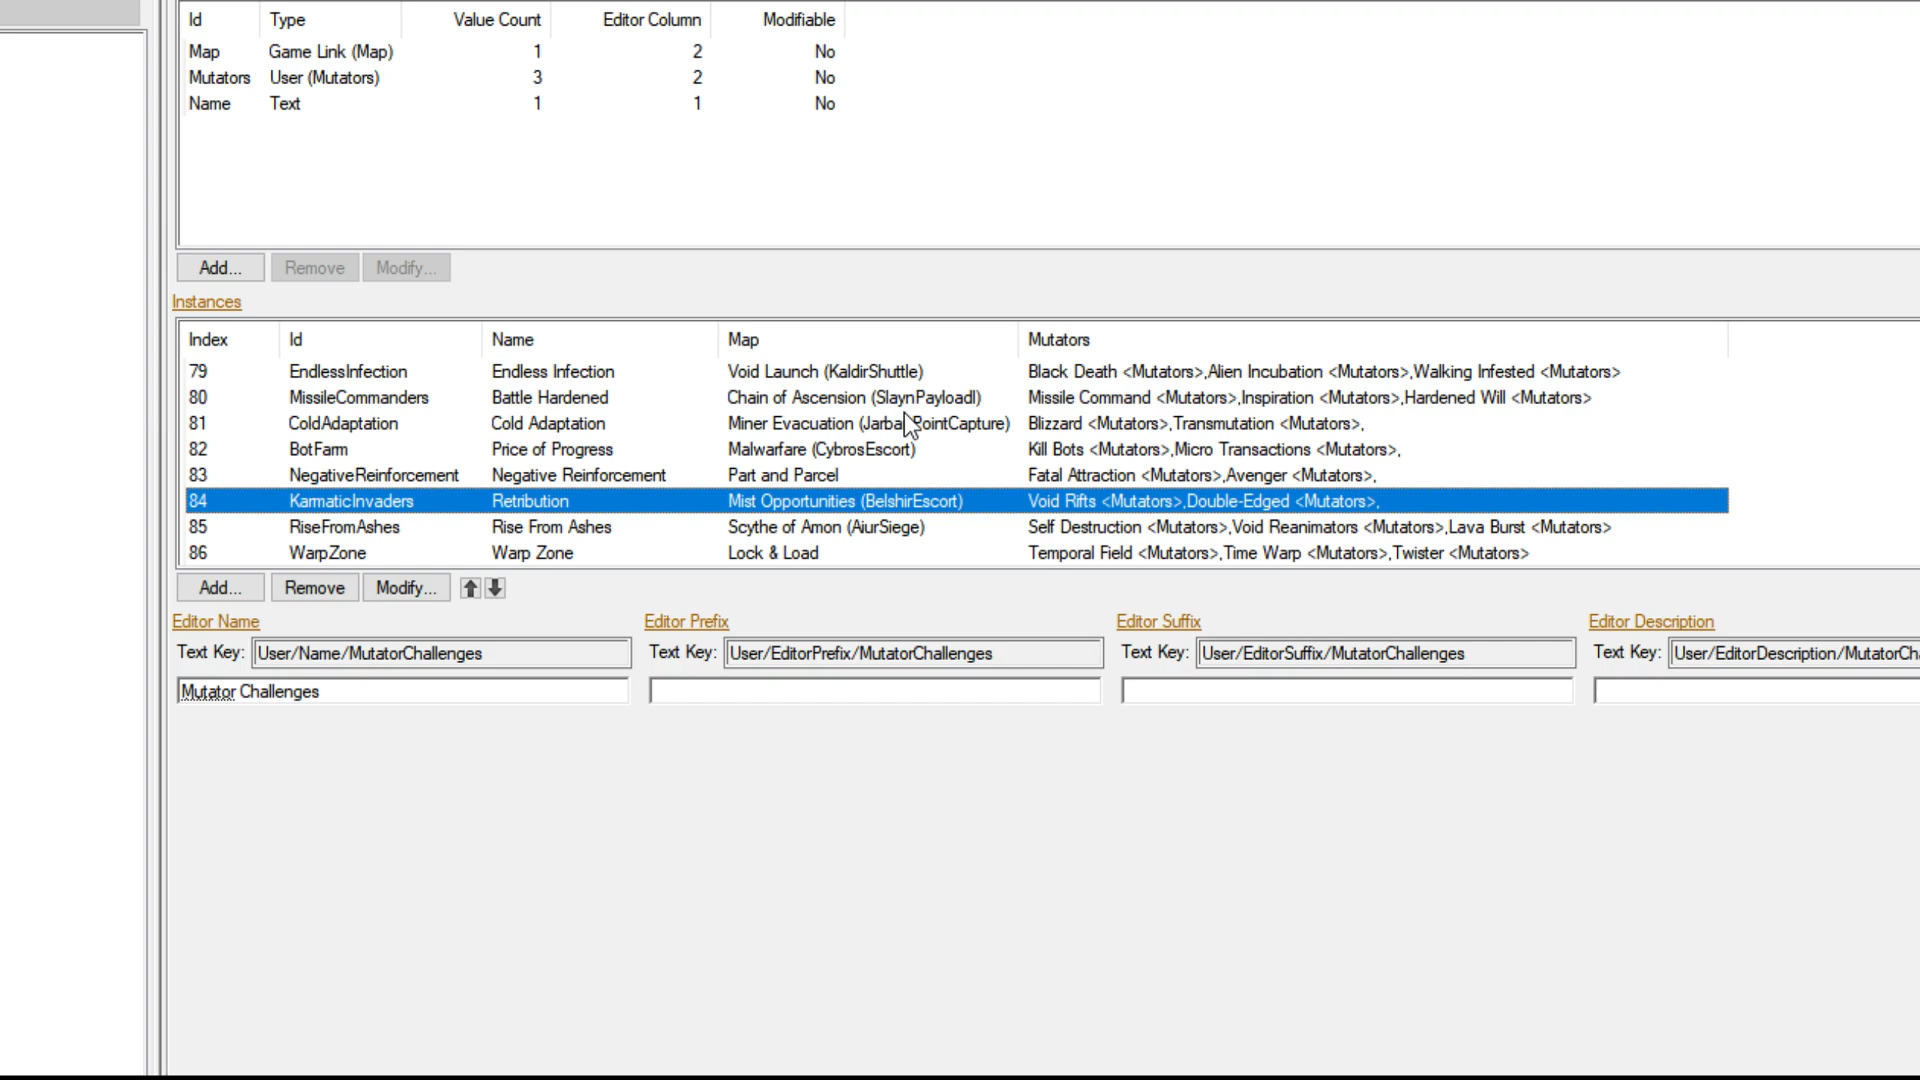 Id Type Value Count Editor Column Modifiable
Map Game Link (Map) 1 2 No
Mutators User (Mutators) 3 2 No
Name Text 1 1 No
Add... Remove Modify...
Instances
Index Id Name Map Mutators
79 EndlessInfection Endless Infection Void Launch (KaldirShuttle) Black Death <Mutators>,Alien Incubation <Mutators>,Walking Infested <Mutators>
80 MissileCommanders Battle Hardened Chain of Ascension (SlaynPayloadI) Missile Command <Mutators>,Inspiration <Mutators>,Hardened Will <Mutators>
81 ColdAdaptation Cold Adaptation Miner Evacuation Blizzard <Mutators>,Transmutation <Mutators>,
82 BotFarm Price of Progress Malwarfare (CybrosEscort) Kill Bots <Mutators>,Micro Transactions <Mutators>,
83 NegativeReinforcement Negative Reinforcement Part and Parcel Fatal Attraction <Mutators>,Avenger <Mutators>,
84 KarmaticInvaders Retribution Mist Opportunities (BelshirEscort) Void Rifts <Mutators>,Double-Edged <Mutators>,
85 RiseFromAshes Rise From Ashes Scythe of Amon (AiurSiege) Self Destruction <Mutators>,Void Reanimators <Mutators>,Lava Burst <Mutators>
86 WarpZone Warp Zone Lock & Load Temporal Field <Mutators>,Time Warp <Mutators>,Twister <Mutators>
Add... Remove Modify...
Editor Name Editor Prefix Editor Suffix Editor Description
Text Key: User/Name/MutatorChallenges Text Key: User/EditorPrefix/MutatorChallenges Text Key: User/EditorSuffix/MutatorChallenges Text Key: User/EditorDescription/MutatorCh
Mutator Challenges